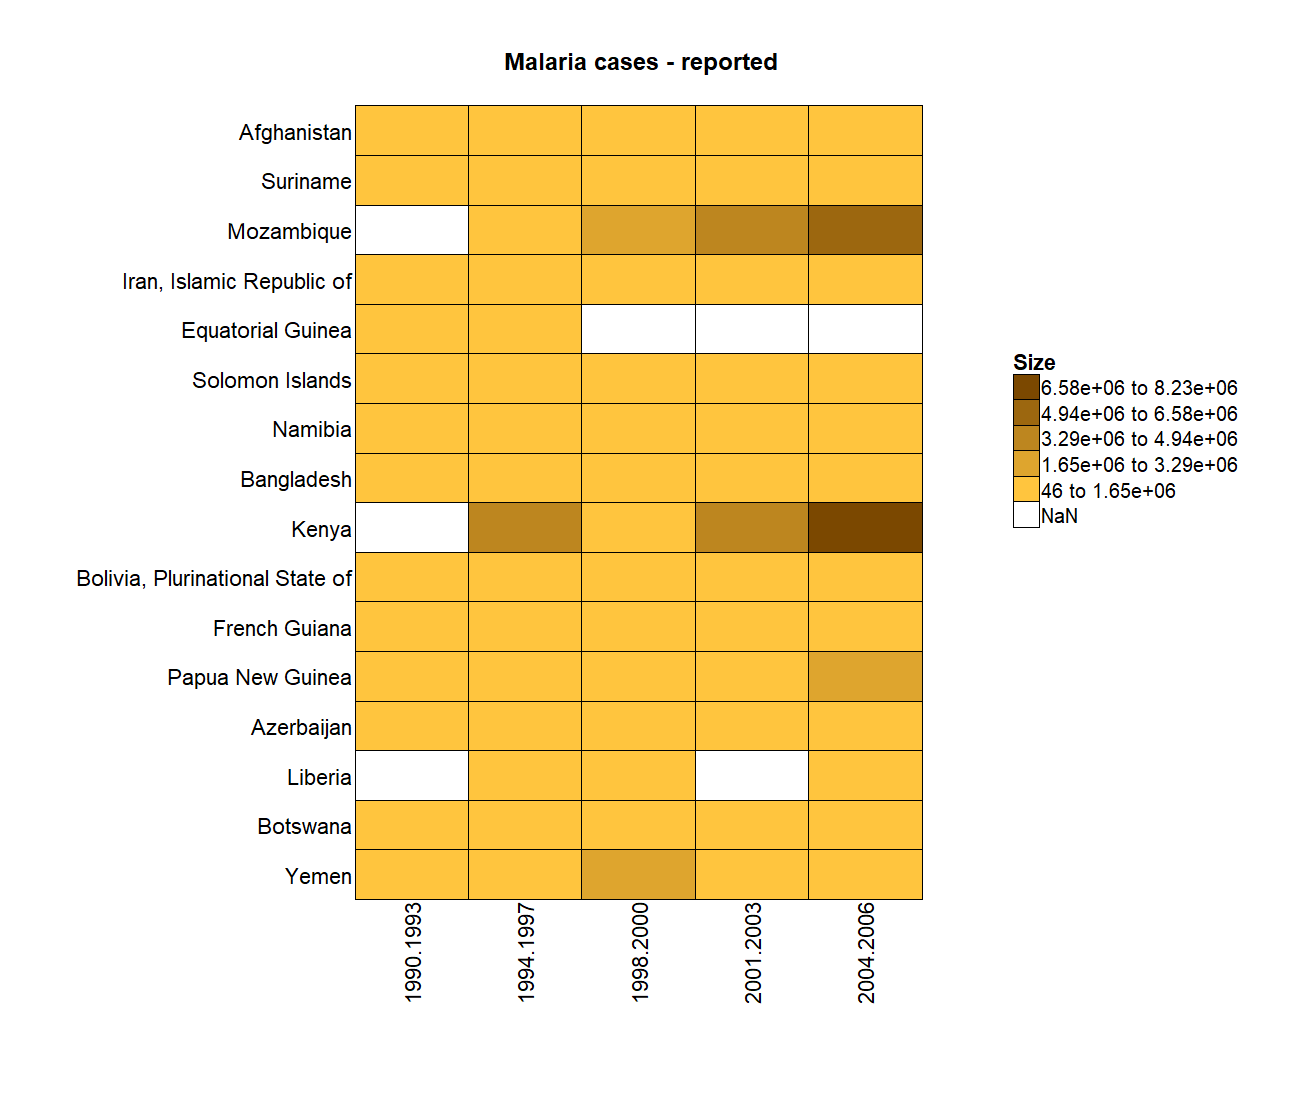 Malaria cases - reported
Afghanistan
Suriname
Mozambique
Iran, Islamic Republic of
Equatorial Guinea
Solomon Islands
Namibia
Bangladesh
Kenya
Bolivia, Plurinational State of
French Guiana
Papua New Guinea
Azerbaijan
Liberia
Botswana
Yemen
1990.1993
1994.1997
1998.2000
2001.2003
2004.2006
Size
6.58e+06 to 8.23e+06
4.94e+06 to 6.58e+06
3.29e+06 to 4.94e+06
1.65e+06 to 3.29e+06
46 to 1.65e+06
NaN